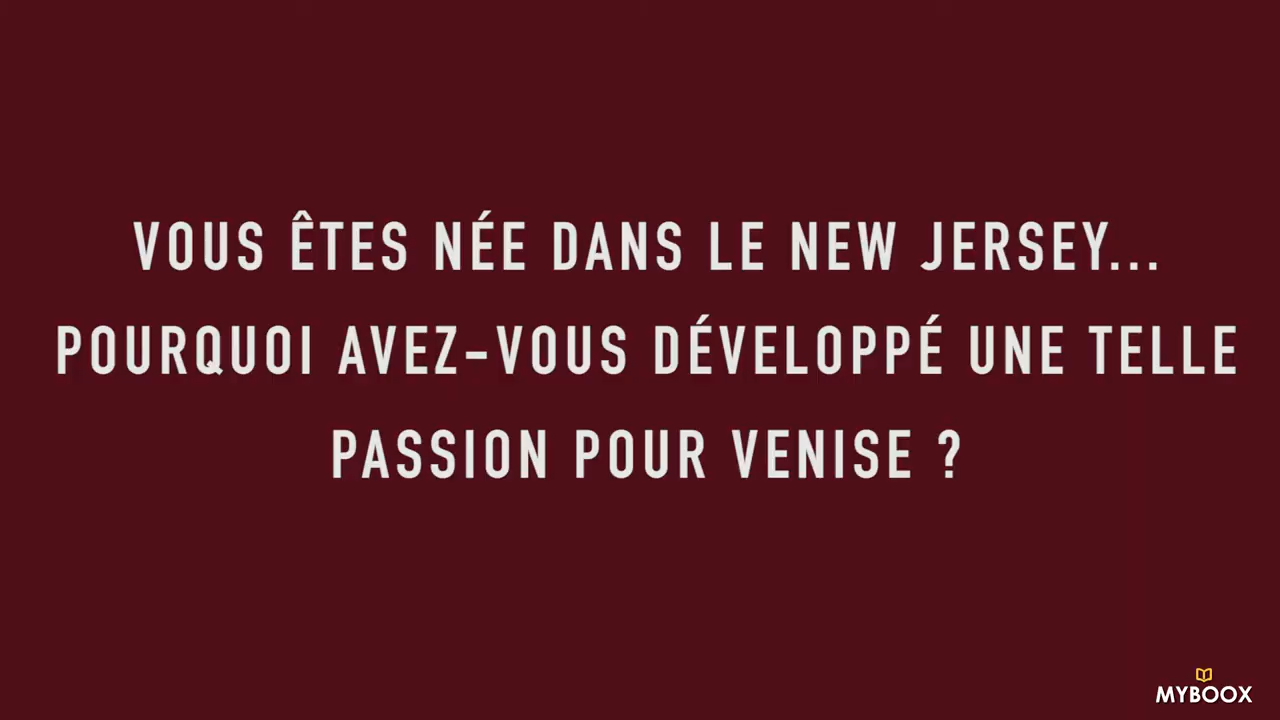 VOUS ÊTES NÉE DANS LE NEW JERSEY...
POURQUOI AVEZ-VOUS DÉVELOPPÉ UNE TELLE
PASSION POUR VENISE ?
MYBOOX